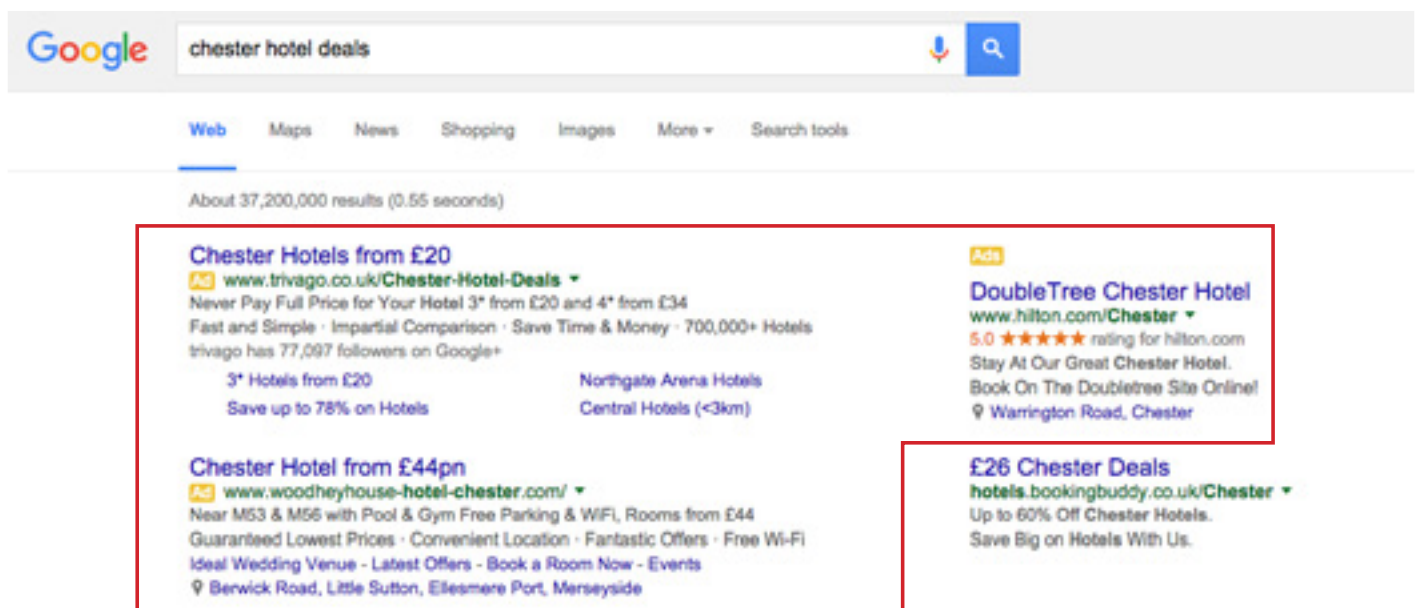 Google
chester hotel deals
Web Maps News Shopping Images More Search tools
About 37,200,000 results (0.55 seconds)
Chester Hotels from £20
Ad www.trivago.co.uk/Chester-Hotel-Deals
Never Pay Full Price for Your Hotel 3* from £20 and 4* from £34
Fast and Simple · Impartial Comparison · Save Time & Money · 700,000+ Hotels
trivago has 77,097 followers on Google+
3* Hotels from £20 Northgate Arena Hotels
Save up to 78% on Hotels Central Hotels (<3km)
Chester Hotel from £44pn
Ad www.woodheyhouse-hotel-chester.com/
Near M53 & M56 with Pool & Gym Free Parking & WiFi, Rooms from £44
Guaranteed Lowest Prices · Convenient Location · Fantastic Offers · Free Wi-Fi
Ideal Wedding Venue - Latest Offers - Book a Room Now - Events
Berwick Road, Little Sutton, Ellesmere Port, Merseyside
Ads
DoubleTree Chester Hotel
www.hilton.com/Chester
5.0 ★★★★★ rating for hilton.com
Stay At Our Great Chester Hotel.
Book On The Doubletree Site Online!
Warrington Road, Chester
£26 Chester Deals
hotels.bookingbuddy.co.uk/Chester
Up to 60% Off Chester Hotels.
Save Big on Hotels With Us.